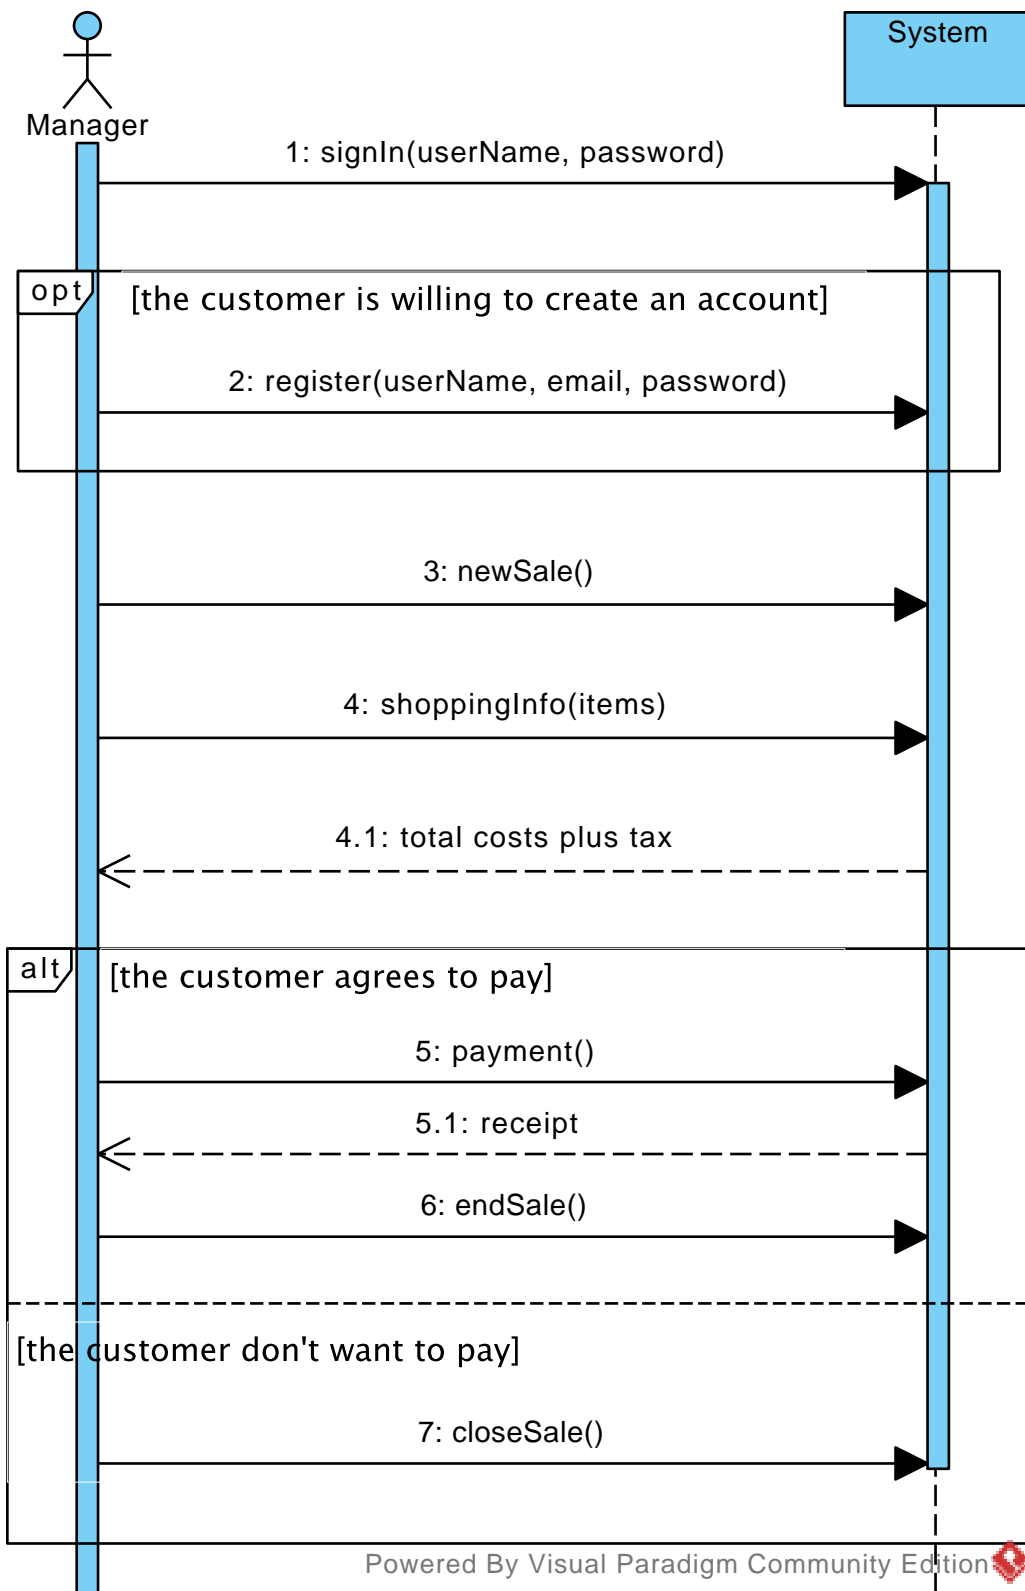 System
Manager
1: signIn(userName, password)
opt
[the customer is willing to create an account]
2: register(userName, email, password)
3: newSale()
4: shoppingInfo(items)
4.1: total costs plus tax
alt
[the customer agrees to pay]
5: payment()
5.1: receipt
6: endSale()
[the customer don't want to pay]
7: closeSale()
Powered By Visual Paradigm Community Edition